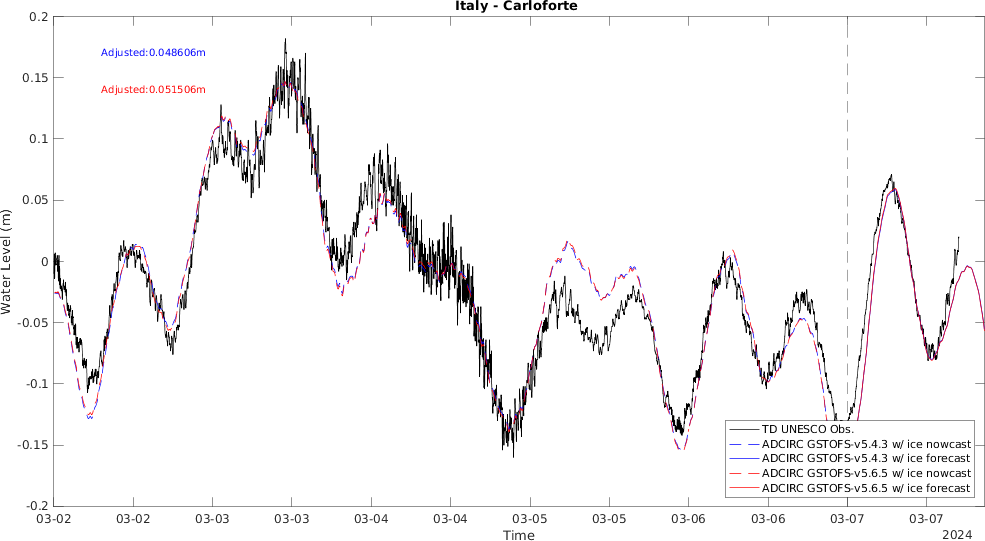 Italy - Carloforte
Adjusted:0.048606m
Adjusted:0.051506m
Water Level (m)
0.2
0.15
0.1
0.05
0
-0.05
-0.1
-0.15
-0.2
TD UNESCO Obs.
ADCIRC GSTOFS-v5.4.3 w/ ice nowcast
ADCIRC GSTOFS-v5.4.3 w/ ice forecast
ADCIRC GSTOFS-v5.6.5 w/ ice nowcast
ADCIRC GSTOFS-v5.6.5 w/ ice forecast
03-02 03-02 03-03 03-03 03-04 03-04 03-05 03-05 03-06 03-06 03-07 03-07
Time
2024